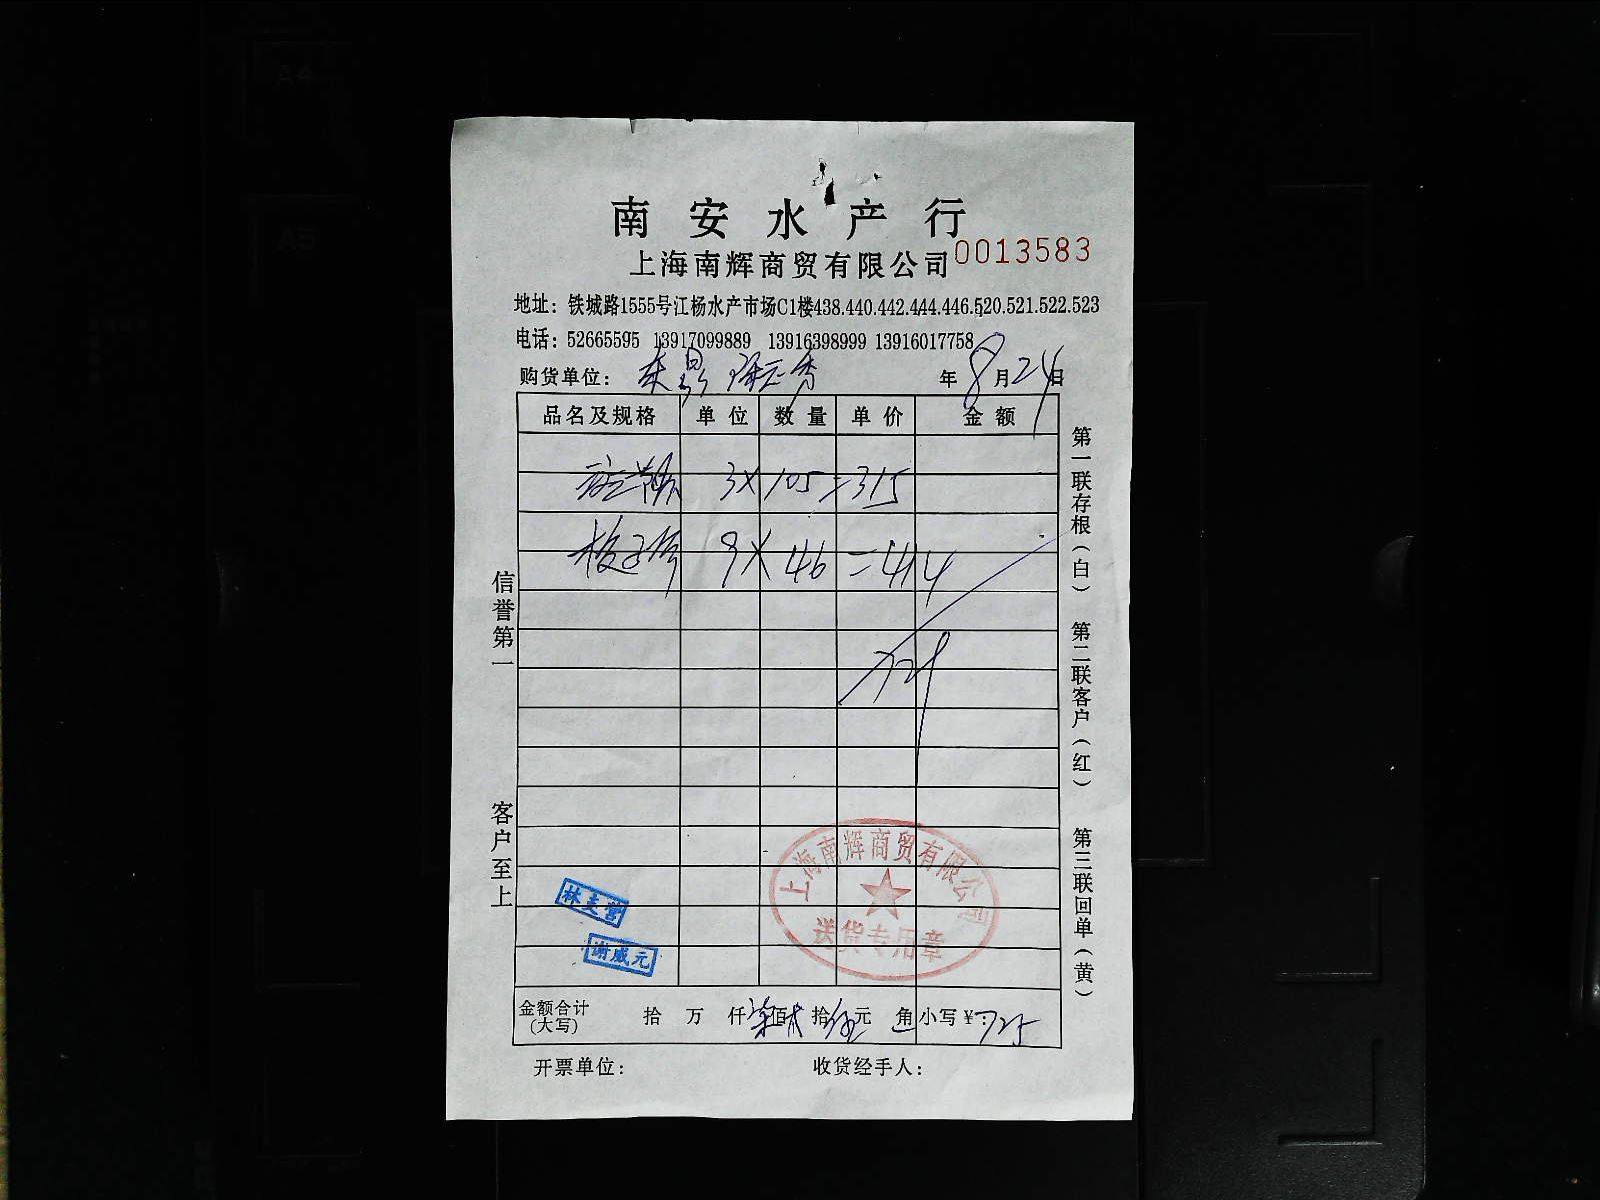 A4
A5
南安水产行
上海南辉商贸有限公司
0013583
地址：铁城路1555号江杨水产市场C1楼438.440.442.444.446.520.521.522.523
电话：52665595 13917099889 13916398999 13916017758
购货单位：
年 8月24日
品名及规格 单位 数量 单价 金额
3×105=315
9×46=414
729
上海南辉商贸有限公司
送货专用章
谢威元
金额合计（大写） 拾 万 仟 柒佰 拾 元 角 小写￥：725
开票单位： 收货经手人：
信誉第一
客户至上
第一联存根（白） 第二联客户（红） 第三联回单（黄）